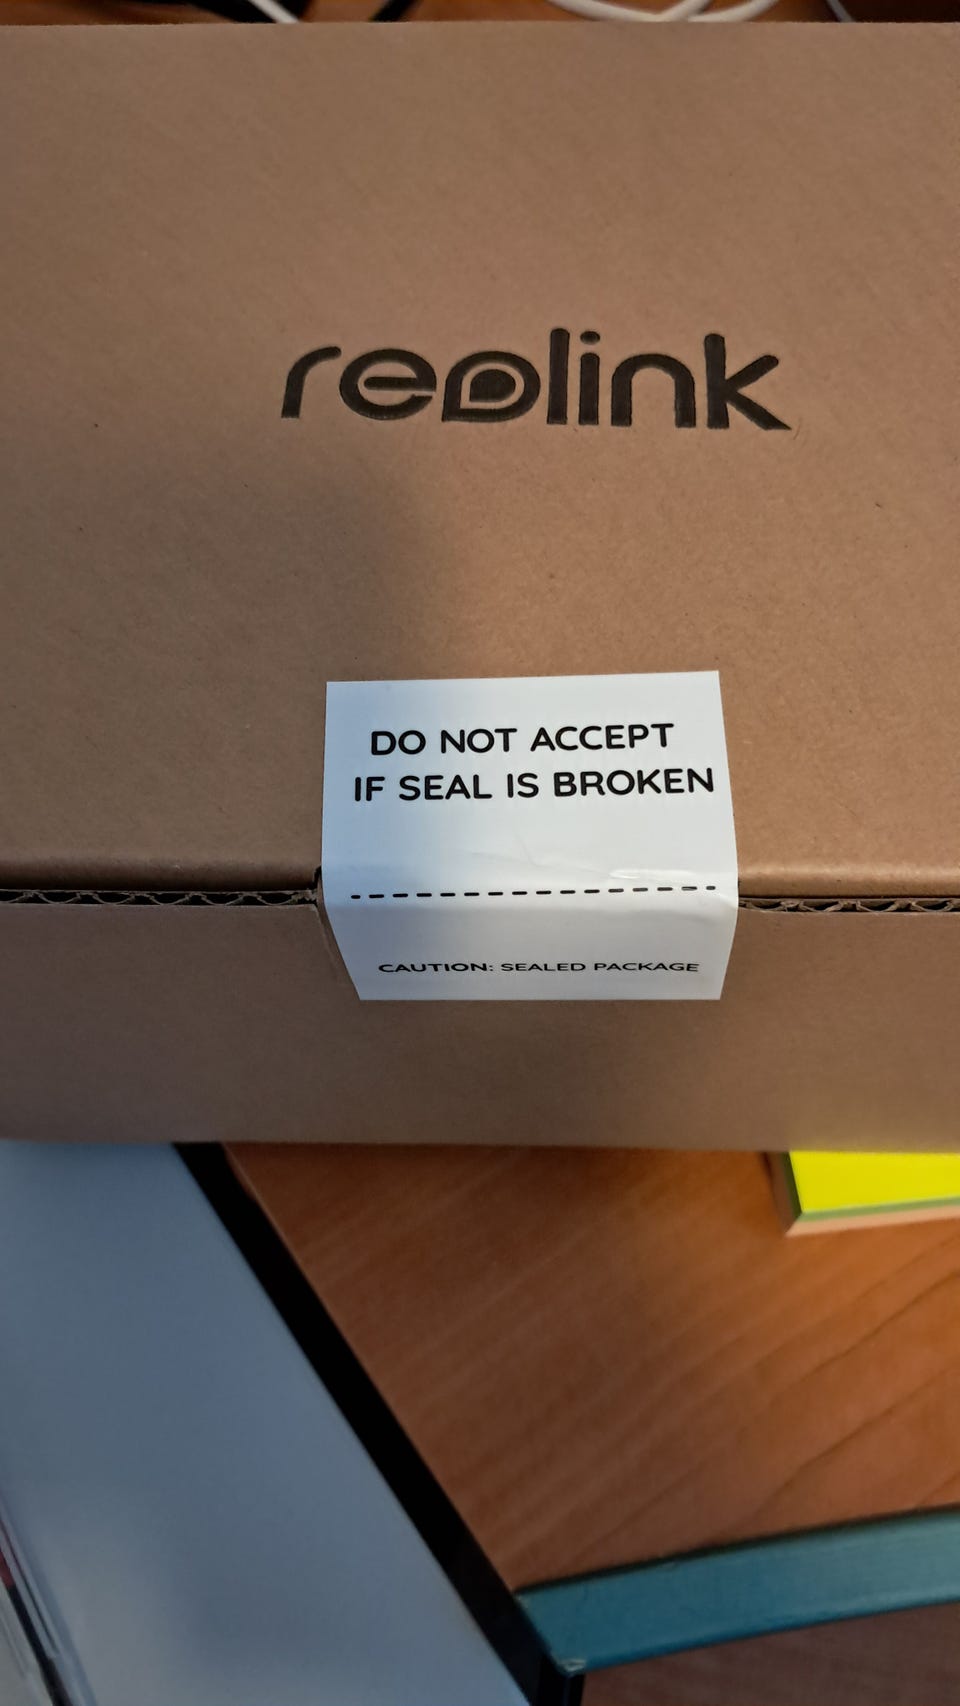 reolink
DO NOT ACCEPT
IF SEAL IS BROKEN
CAUTION: SEALED PACKAGE